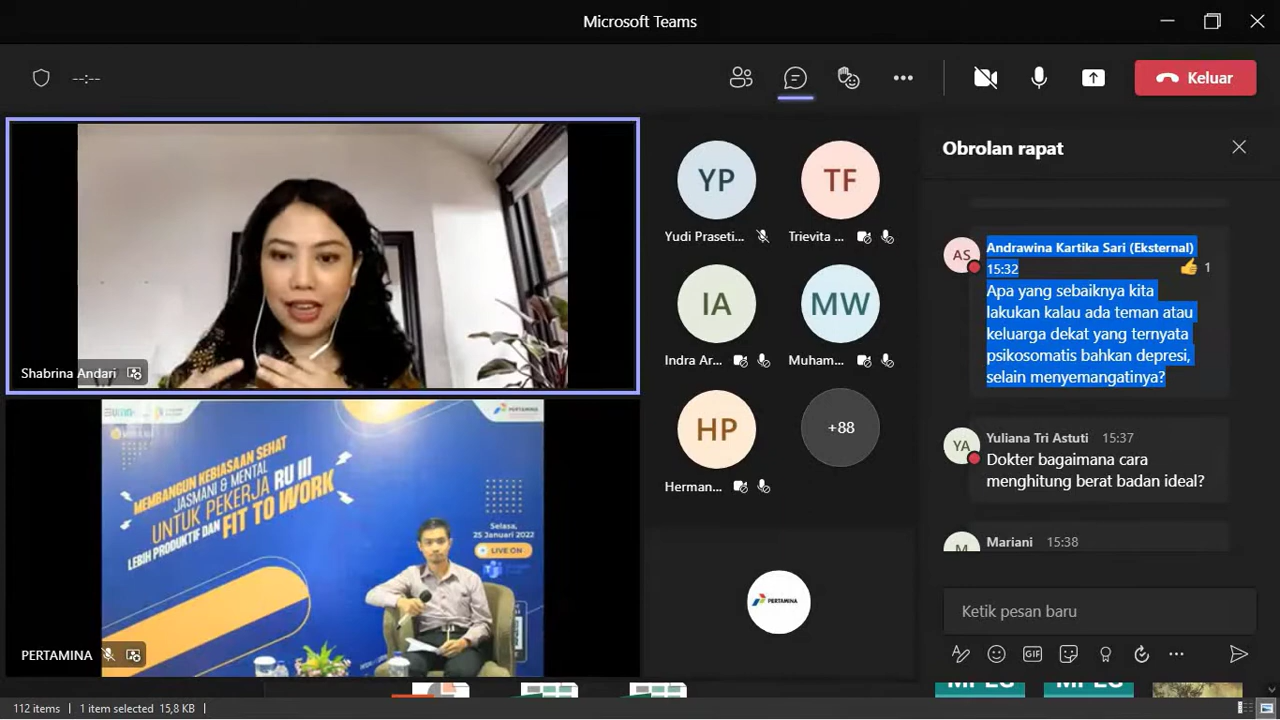 Microsoft Teams
--:--
Keluar
Shabrina Andari
PERTAMINA
MEMBANGUN KEBIASAAN SEHAT
JASMANI & MENTAL
UNTUK PEKERJA RU III
LEBIH PRODUKTIF DAN FIT TO WORK
Selasa,
25 Januari 2022
LIVE ON
PERTAMINA
YP
Yudi Praseti...
TF
Trievita ...
IA
Indra Ar...
MW
Muham...
HP
Herman...
+88
PERTAMINA
Obrolan rapat
AS
Andrawina Kartika Sari (Eksternal)
15:32
1
Apa yang sebaiknya kita
lakukan kalau ada teman atau
keluarga dekat yang ternyata
psikosomatis bahkan depresi,
selain menyemangatinya?
YA
Yuliana Tri Astuti 15:37
Dokter bagaimana cara
menghitung berat badan ideal?
M
Mariani 15:38
Ketik pesan baru
GIF
112 items
1 item selected 15,8 KB